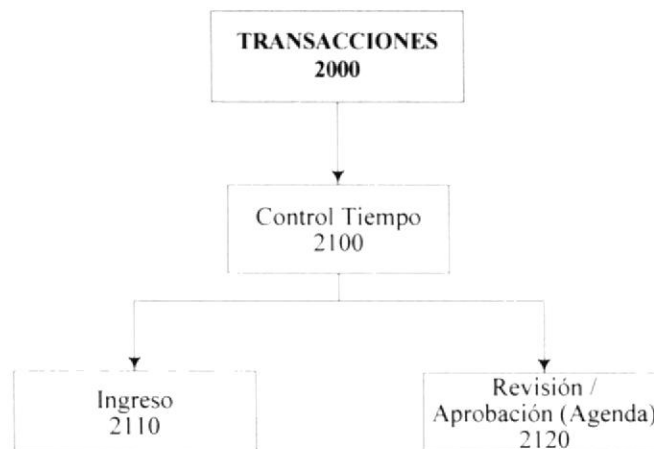 TRANSACCIONES
2000
Control Tiempo
2100
Ingreso
2110
Revisión /
Aprobación (Agenda)
2120